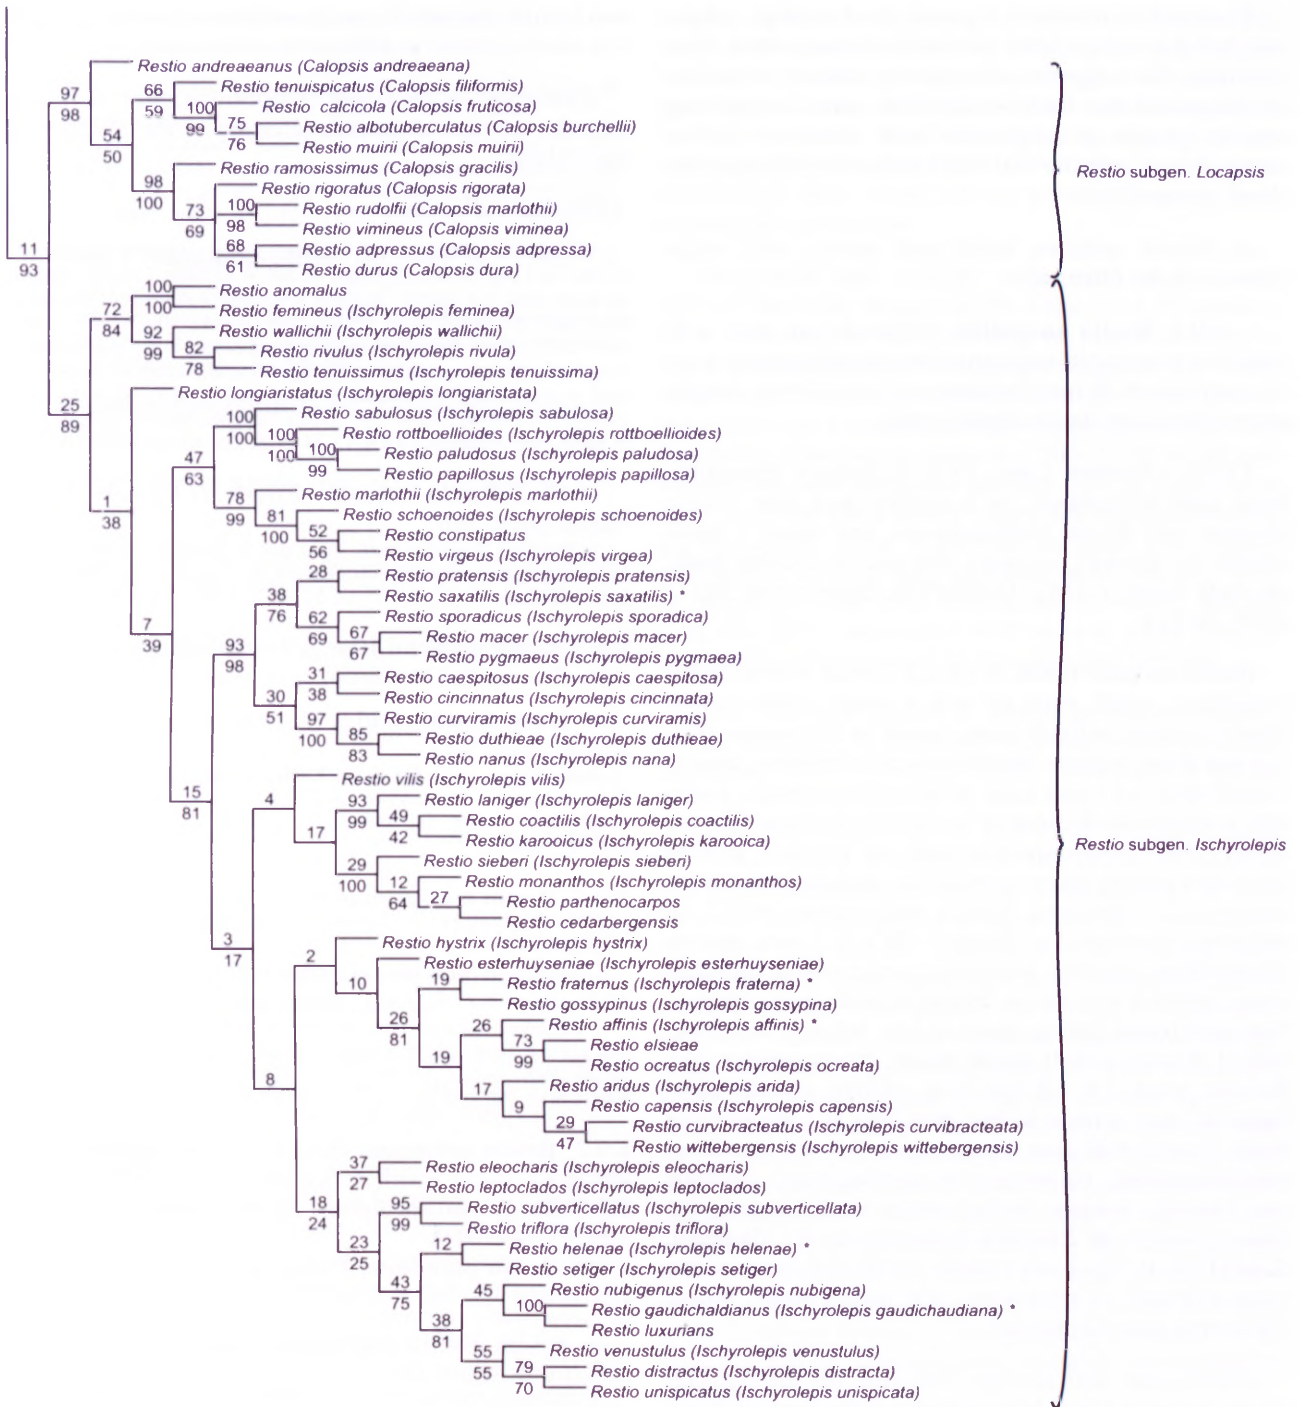 Restio andreaeanus (Calopsis andreaeana)
66
Restio tenuispicatus (Calopsis filiformis)
97
59
100
Restio calcicola (Calopsis fruticosa)
98
99
75
Restio albotuberculatus (Calopsis burchellii)
54
76
Restio muirii (Calopsis muirii)
50
Restio ramosissimus (Calopsis gracilis)
Restio subgen. Locapsis
98
Restio rigoratus (Calopsis rigorata)
100
73
100
Restio rudolfii (Calopsis marlothii)
69
98
Restio vimineus (Calopsis viminea)
11
68
Restio adpressus (Calopsis adpressa)
93
61
Restio durus (Calopsis dura)
100
Restio anomalus
72
100
Restio femineus (Ischyrolepis feminea)
84
92
Restio wallichii (Ischyrolepis wallichii)
99
82
Restio rivulus (Ischyrolepis rivula)
78
Restio tenuissimus (Ischyrolepis tenuissima)
25
Restio longiaristatus (Ischyrolepis longiaristata)
89
100
Restio sabulosus (Ischyrolepis sabulosa)
100
100
Restio rottboellioides (Ischyrolepis rottboellioides)
47
100
100
Restio paludosus (Ischyrolepis paludosa)
63
99
Restio papillosus (Ischyrolepis papillosa)
1
78
Restio marlothii (Ischyrolepis marlothii)
38
99
81
Restio schoenoides (Ischyrolepis schoenoides)
100
52
Restio constipatus
56
Restio virgeus (Ischyrolepis virgea)
28
Restio pratensis (Ischyrolepis pratensis)
38
Restio saxatilis (Ischyrolepis saxatilis) *
76
62
Restio sporadicus (Ischyrolepis sporadica)
7
69
67
Restio macer (Ischyrolepis macer)
39
93
67
Restio pygmaeus (Ischyrolepis pygmaea)
98
31
Restio caespitosus (Ischyrolepis caespitosa)
30
38
Restio cincinnatus (Ischyrolepis cincinnata)
51
97
Restio curviramis (Ischyrolepis curviramis)
100
85
Restio duthieae (Ischyrolepis duthieae)
83
Restio nanus (Ischyrolepis nana)
Restio vilis (Ischyrolepis vilis)
15
4
93
Restio laniger (Ischyrolepis laniger)
81
99
49
Restio coactilis (Ischyrolepis coactilis)
17
42
Restio karooicus (Ischyrolepis karooica)
Restio subgen. Ischyrolepis
29
Restio sieberi (Ischyrolepis sieberi)
100
12
Restio monanthos (Ischyrolepis monanthos)
64
27
Restio parthenocarpos
Restio cedarbergensis
3
Restio hystrix (Ischyrolepis hystrix)
17
2
Restio esterhuyseniae (Ischyrolepis esterhuyseniae)
10
19
Restio fraternus (Ischyrolepis fraterna) *
Restio gossypinus (Ischyrolepis gossypina)
26
26
Restio affinis (Ischyrolepis affinis) *
81
73
Restio elsieae
19
99
Restio ocreatus (Ischyrolepis ocreata)
8
17
Restio aridus (Ischyrolepis arida)
9
Restio capensis (Ischyrolepis capensis)
29
Restio curvibracteatus (Ischyrolepis curvibracteata)
47
Restio wittebergensis (Ischyrolepis wittebergensis)
37
Restio eleocharis (Ischyrolepis eleocharis)
27
Restio leptoclados (Ischyrolepis leptoclados)
18
95
Restio subverticellatus (Ischyrolepis subverticellata)
24
99
Restio triflora (Ischyrolepis triflora)
23
12
Restio helenae (Ischyrolepis helenae) *
25
Restio setiger (Ischyrolepis setiger)
43
45
Restio nubigenus (Ischyrolepis nubigena)
75
100
Restio gaudichaldianus (Ischyrolepis gaudichaudiana) *
38
Restio luxurians
81
55
Restio venustulus (Ischyrolepis venustulus)
55
79
Restio distractus (Ischyrolepis distracta)
70
Restio unispicatus (Ischyrolepis unispicata)